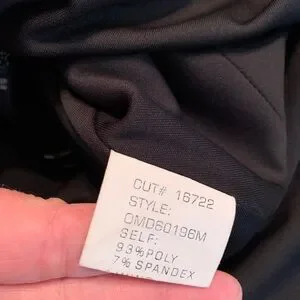 CUT# 16722
STYLE:
OMD60196M
SELF:
93%POLY
7% SPANDEX